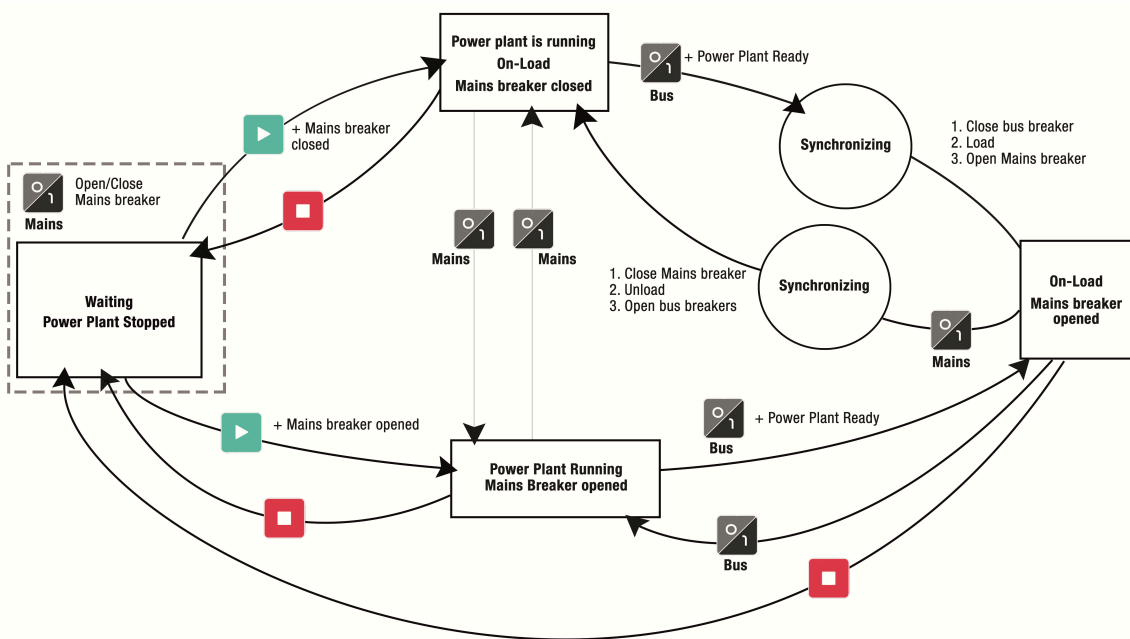 Power plant is running
On-Load
Mains breaker closed
+ Power Plant Ready
Bus
+ Mains breaker
closed
Synchronizing
1. Close bus breaker
2. Load
3. Open Mains breaker
Open/Close
Mains breaker
Mains
Mains
Mains
1. Close Mains breaker
2. Unload
3. Open bus breakers
Synchronizing
On-Load
Mains breaker
opened
Waiting
Power Plant Stopped
Mains
+ Mains breaker opened
+ Power Plant Ready
Bus
Power Plant Running
Mains Breaker opened
Bus